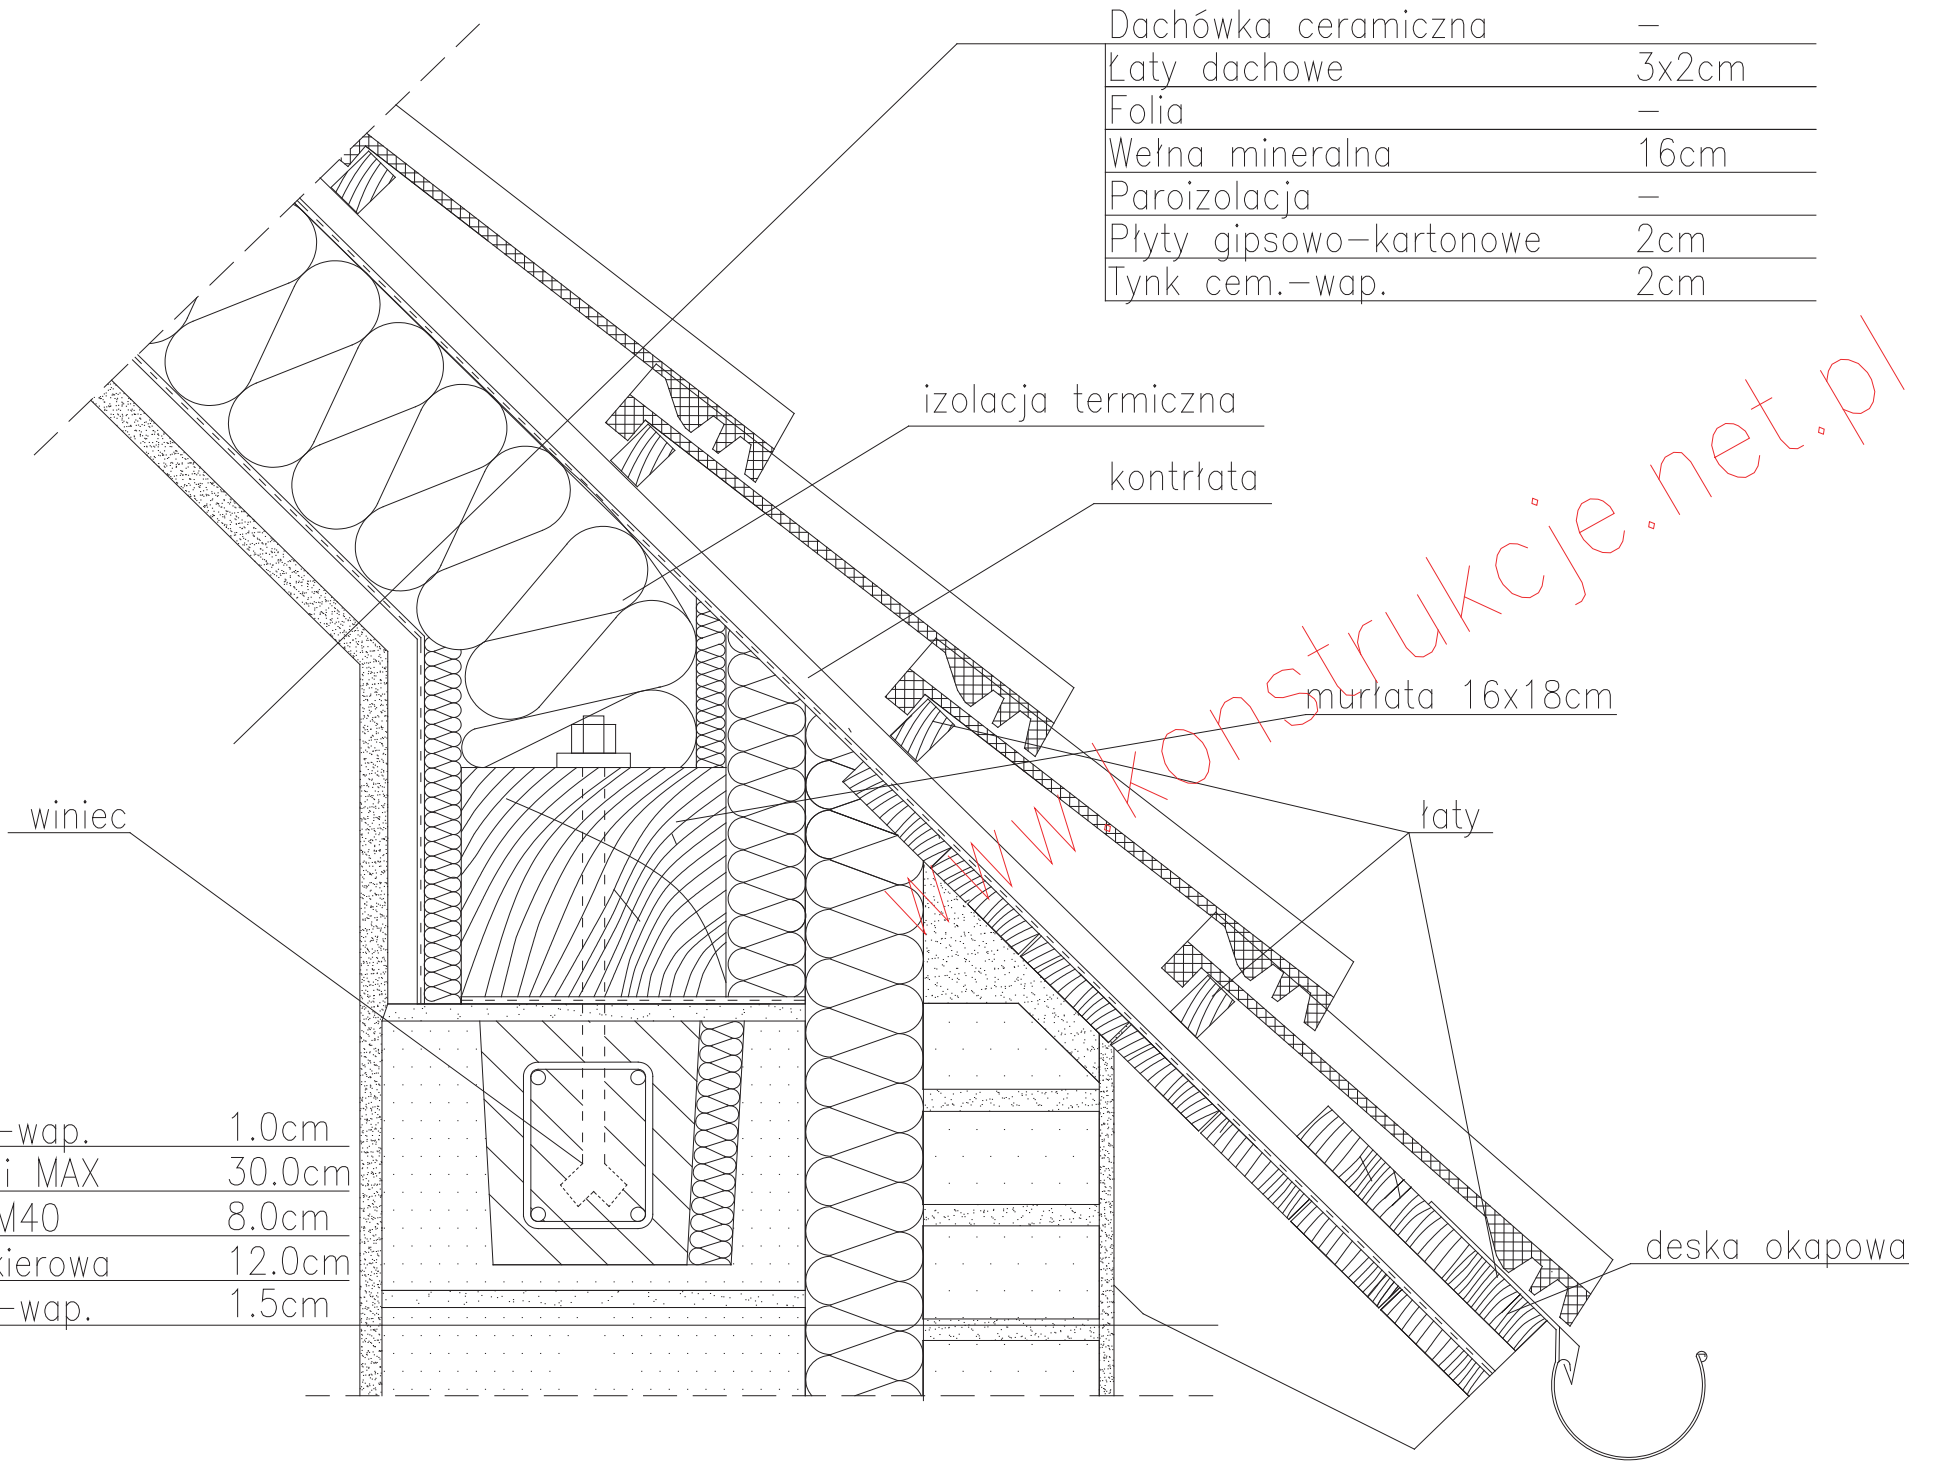 Dachówka ceramiczna –
Łaty dachowe 3x2cm
Folia –
Wełna mineralna 16cm
Paroizolacja –
Płyty gipsowo–kartonowe 2cm
Tynk cem.–wap. 2cm
izolacja termiczna
kontrłata
murłata 16x18cm
www.konstrukcje.net.pl
winiec
łaty
–wap. 1.0cm
i MAX 30.0cm
M40 8.0cm
kierowa 12.0cm
–wap. 1.5cm
deska okapowa